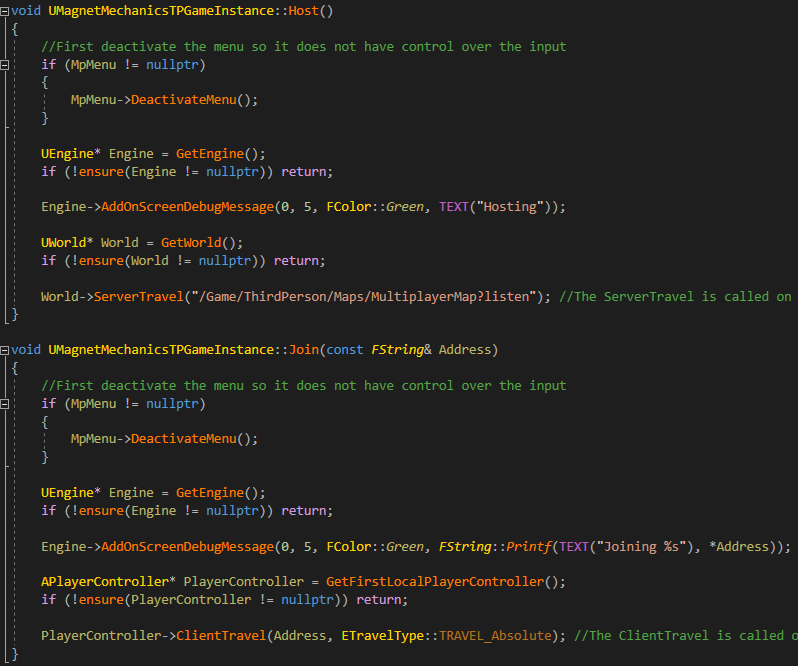 void UMagnetMechanicsTPGameInstance::Host()
{
//First deactivate the menu so it does not have control over the input
if (MpMenu != nullptr)
{
MpMenu->DeactivateMenu();
}
UEngine* Engine = GetEngine();
if (!ensure(Engine != nullptr)) return;
Engine->AddOnScreenDebugMessage(0, 5, FColor::Green, TEXT("Hosting"));
UWorld* World = GetWorld();
if (!ensure(World != nullptr)) return;
World->ServerTravel("/Game/ThirdPerson/Maps/MultiplayerMap?listen"); //The ServerTravel is called on
}
void UMagnetMechanicsTPGameInstance::Join(const FString& Address)
{
//First deactivate the menu so it does not have control over the input
if (MpMenu != nullptr)
{
MpMenu->DeactivateMenu();
}
UEngine* Engine = GetEngine();
if (!ensure(Engine != nullptr)) return;
Engine->AddOnScreenDebugMessage(0, 5, FColor::Green, FString::Printf(TEXT("Joining %s"), *Address));
APlayerController* PlayerController = GetFirstLocalPlayerController();
if (!ensure(PlayerController != nullptr)) return;
PlayerController->ClientTravel(Address, ETravelType::TRAVEL_Absolute); //The ClientTravel is called o
}